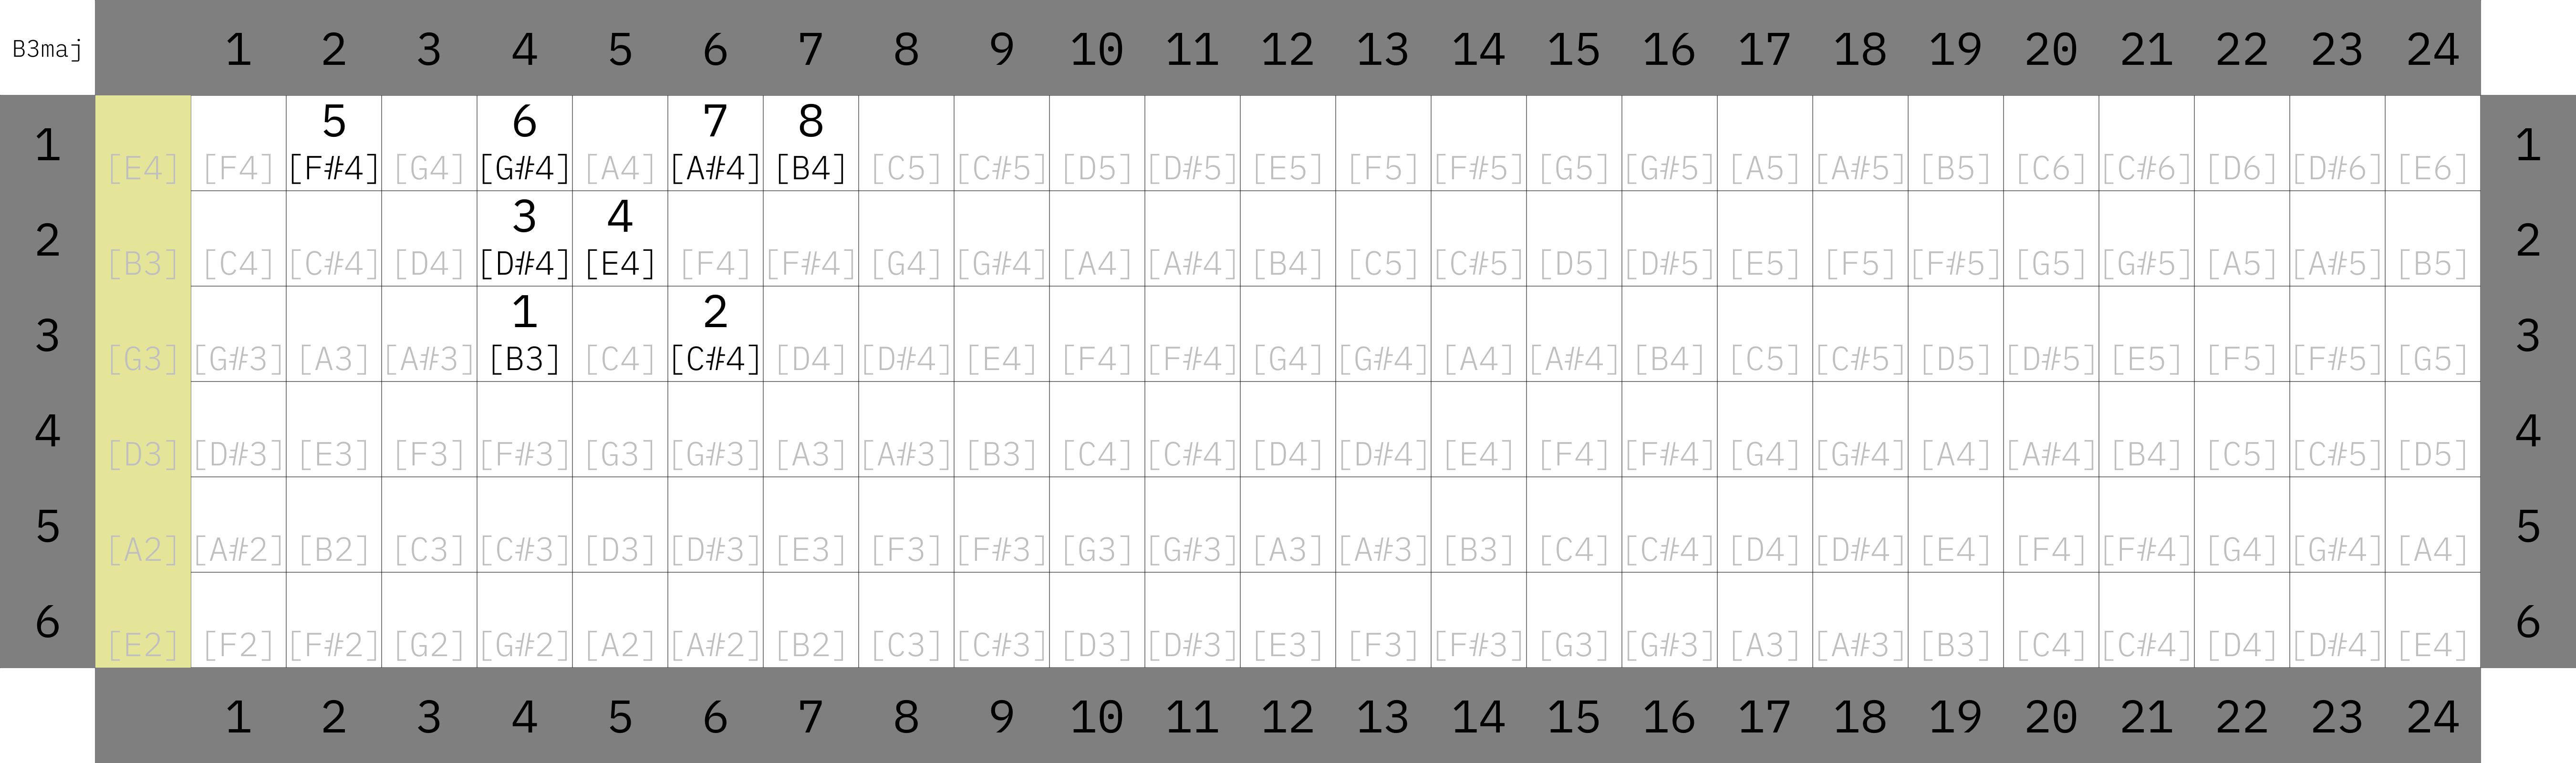 B3maj 1 2 3 4 5 6 7 8 9 10 11 12 13 14 15 16 17 18 19 20 21 22 23 24
5 6 7 8
1 [E4] [F4] [F#4] [G4] [G#4] [A4] [A#4] [B4] [C5] [C#5] [D5] [D#5] [E5] [F5] [F#5] [G5] [G#5] [A5] [A#5] [B5] [C6] [C#6] [D6] [D#6] [E6] 1
3 4
2 [B3] [C4] [C#4] [D4] [D#4] [E4] [F4] [F#4] [G4] [G#4] [A4] [A#4] [B4] [C5] [C#5] [D5] [D#5] [E5] [F5] [F#5] [G5] [G#5] [A5] [A#5] [B5] 2
1 2
3 [G3] [G#3] [A3] [A#3] [B3] [C4] [C#4] [D4] [D#4] [E4] [F4] [F#4] [G4] [G#4] [A4] [A#4] [B4] [C5] [C#5] [D5] [D#5] [E5] [F5] [F#5] [G5] 3
4 [D3] [D#3] [E3] [F3] [F#3] [G3] [G#3] [A3] [A#3] [B3] [C4] [C#4] [D4] [D#4] [E4] [F4] [F#4] [G4] [G#4] [A4] [A#4] [B4] [C5] [C#5] [D5] 4
5 [A2] [A#2] [B2] [C3] [C#3] [D3] [D#3] [E3] [F3] [F#3] [G3] [G#3] [A3] [A#3] [B3] [C4] [C#4] [D4] [D#4] [E4] [F4] [F#4] [G4] [G#4] [A4] 5
6 [E2] [F2] [F#2] [G2] [G#2] [A2] [A#2] [B2] [C3] [C#3] [D3] [D#3] [E3] [F3] [F#3] [G3] [G#3] [A3] [A#3] [B3] [C4] [C#4] [D4] [D#4] [E4] 6
1 2 3 4 5 6 7 8 9 10 11 12 13 14 15 16 17 18 19 20 21 22 23 24